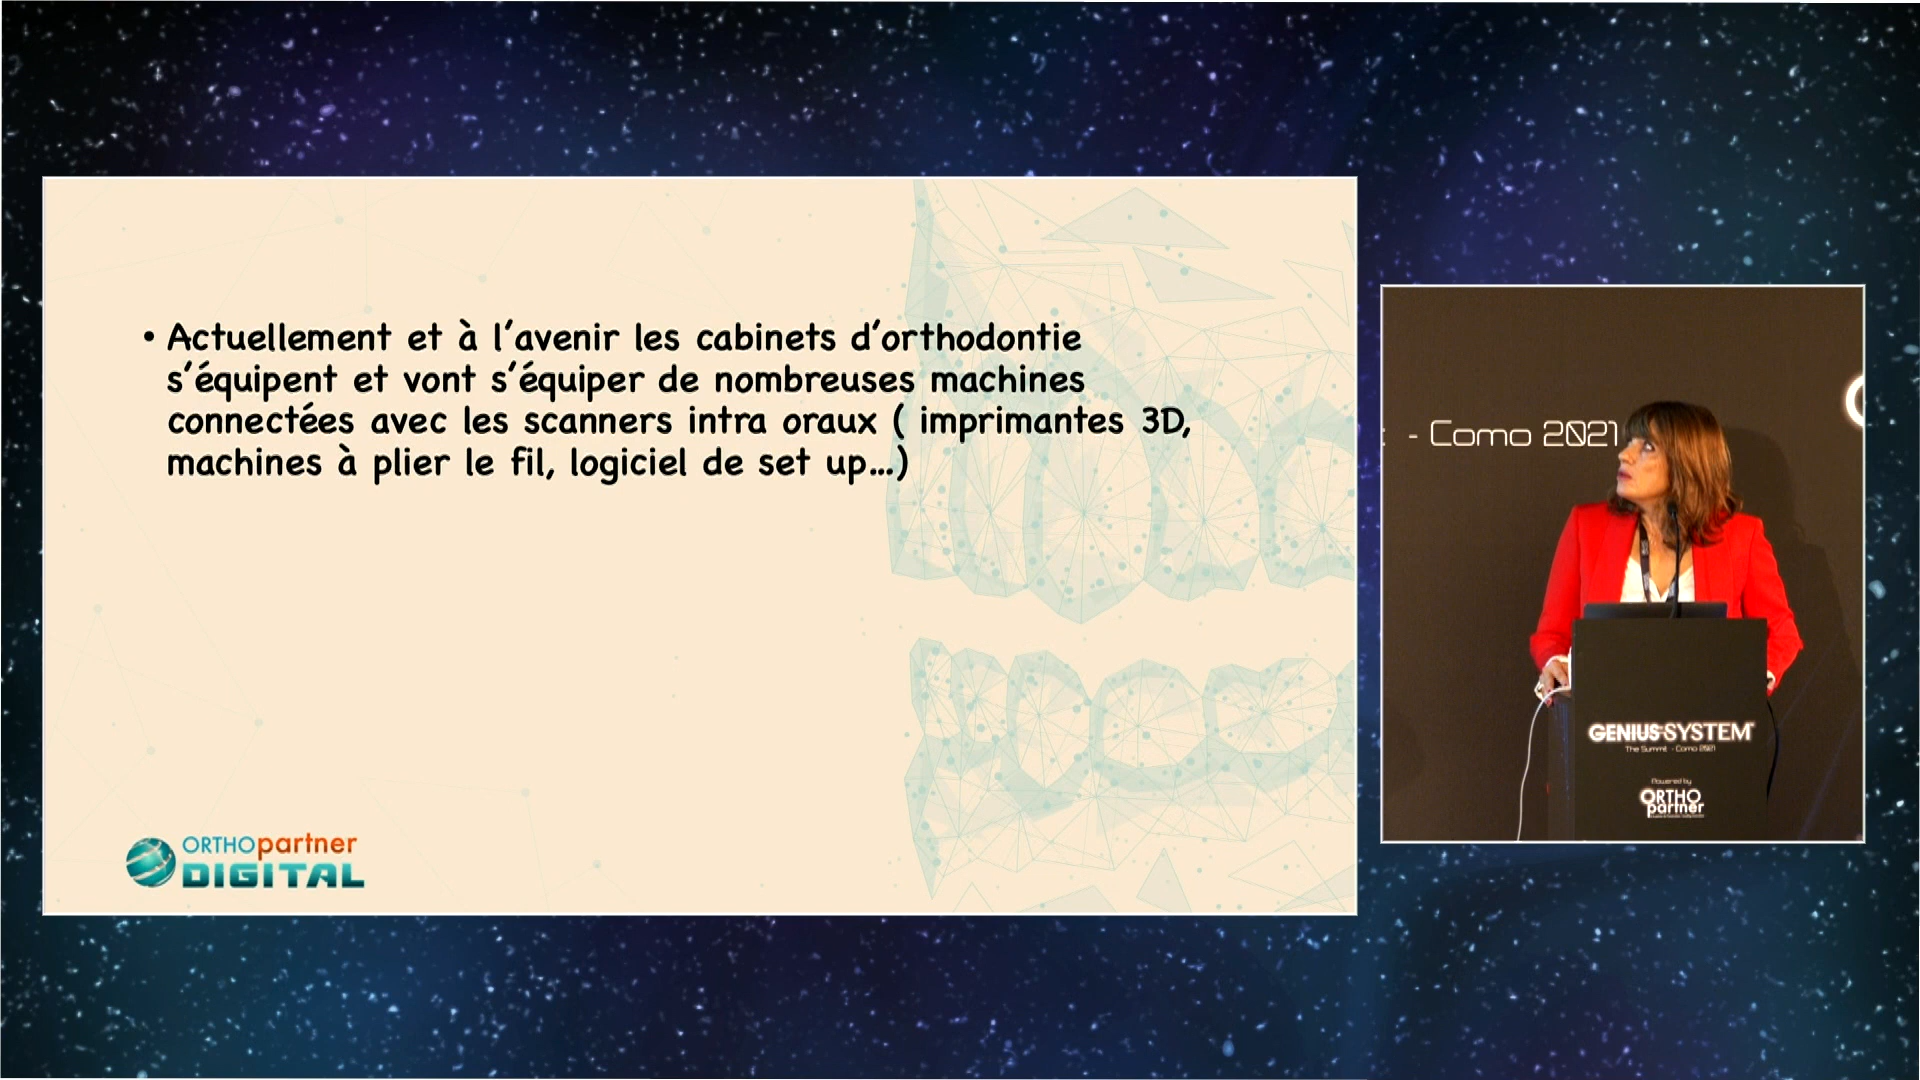 • Actuellement et à l'avenir les cabinets d'orthodontie
s'équipent et vont s'équiper de nombreuses machines
connectées avec les scanners intra oraux ( imprimantes 3D,
machines à plier le fil, logiciel de set up...)
ORTHOpartner
DIGITAL
- Como 2021
GENIUS SYSTEM
The Summit - Como 2021
Powered by
ORTHO
partner